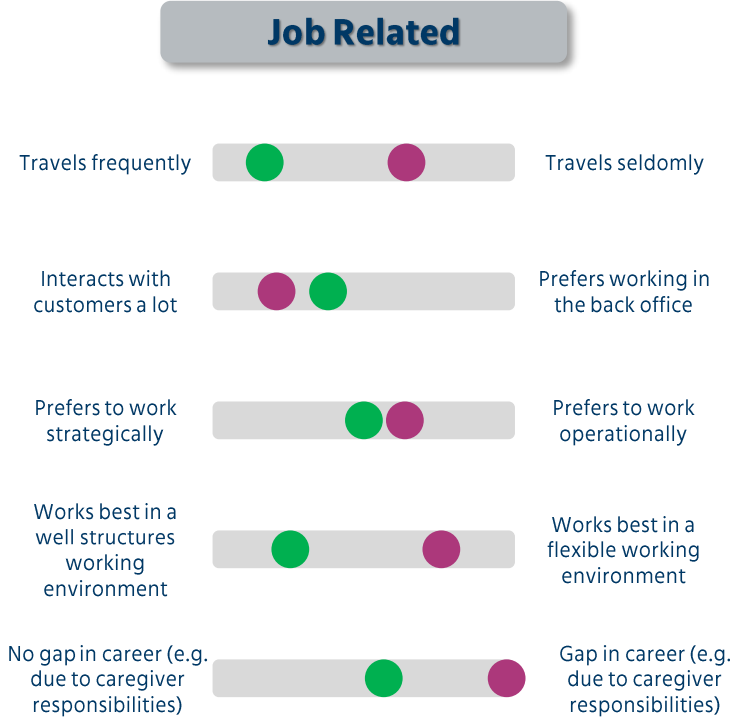 Job Related
Travels frequently
Travels seldomly
Interacts with
customers a lot
Prefers working in
the back office
Prefers to work
strategically
Prefers to work
operationally
Works best in a
well structures
working
environment
Works best in a
flexible working
environment
No gap in career (e.g.
due to caregiver
responsibilities)
Gap in career (e.g.
due to caregiver
responsibilities)